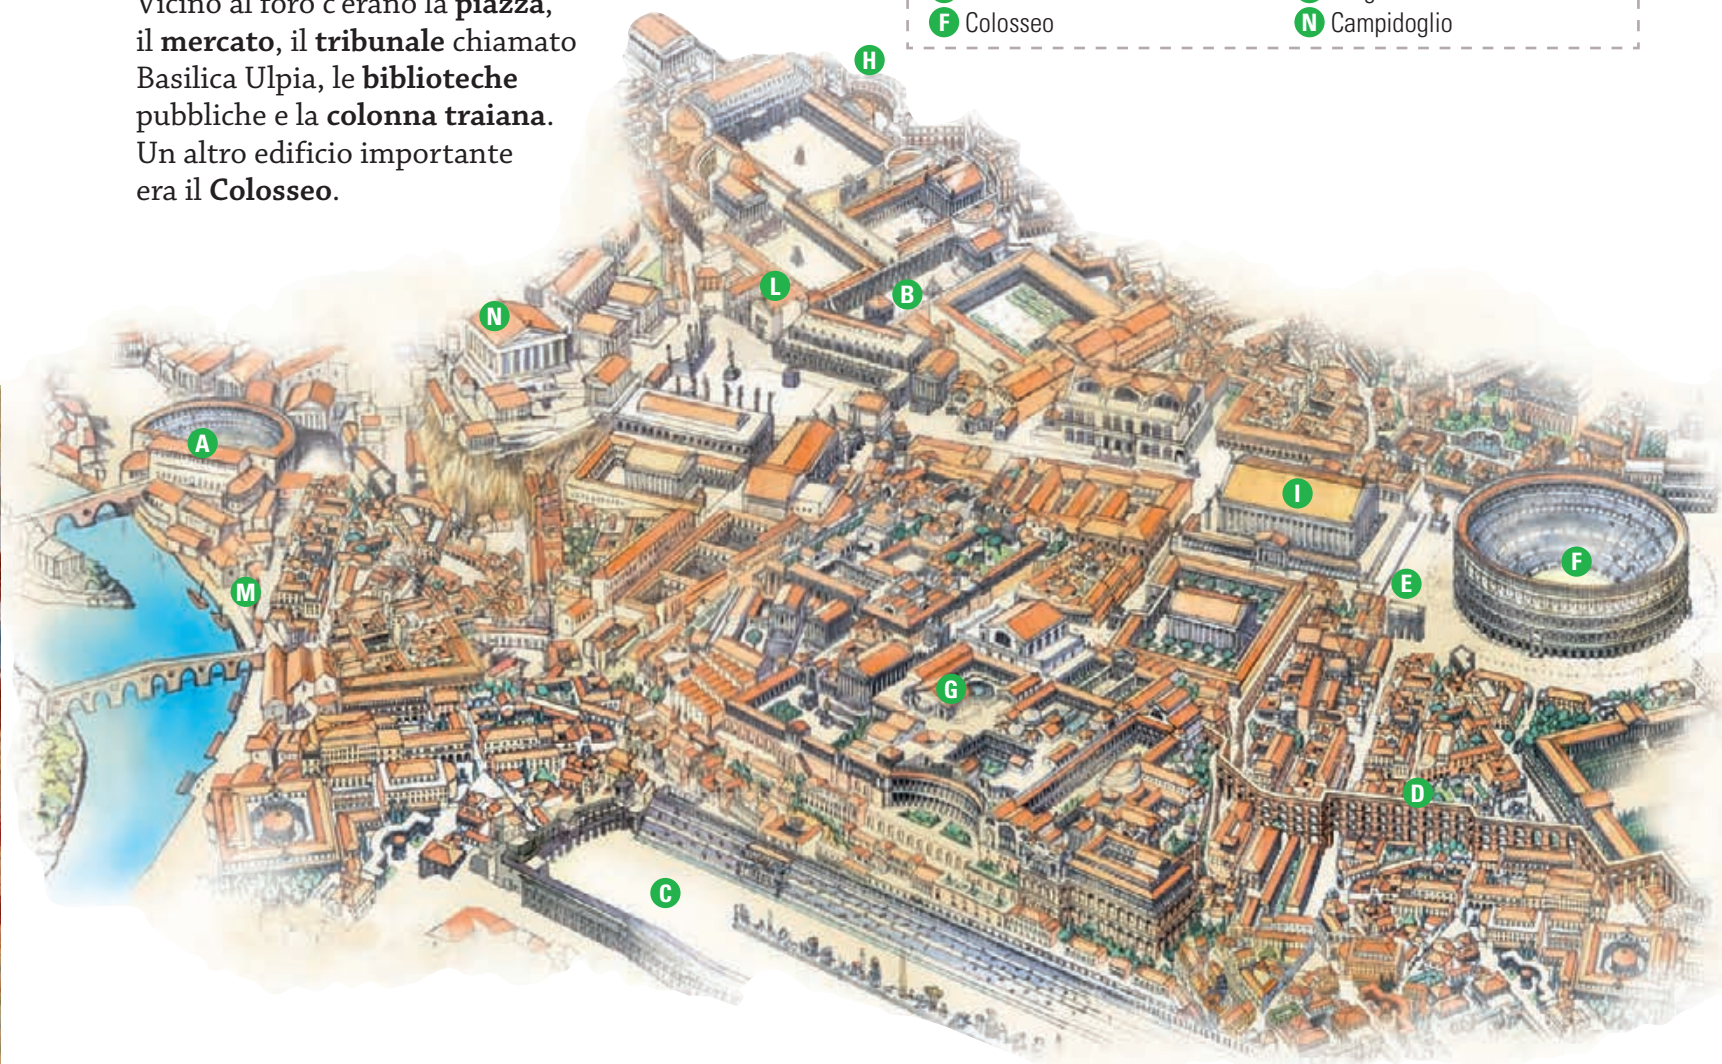 Vicino al foro c'erano la piazza,
il mercato, il tribunale chiamato
Basilica Ulpia, le biblioteche
pubbliche e la colonna traiana.
Un altro edificio importante
era il Colosseo.
F Colosseo
N Campidoglio
H
L
B
N
A
I
F
E
M
G
D
C